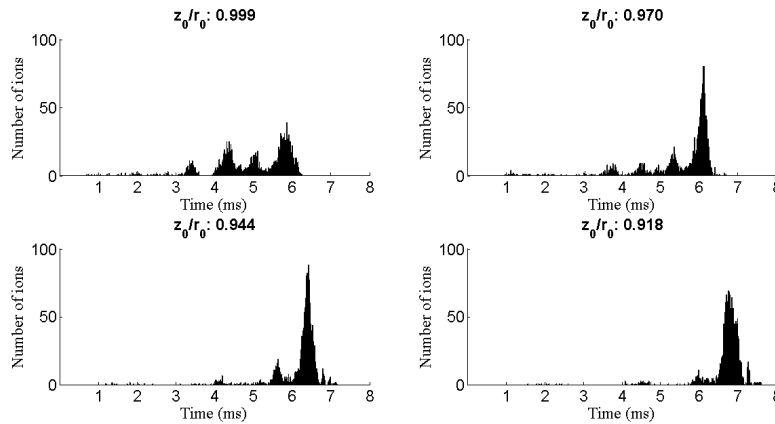 z0/r0: 0.999
100
50
0
Number of ions
1 2 3 4 5 6 7 8
Time (ms)
z0/r0: 0.970
100
50
0
Number of ions
1 2 3 4 5 6 7 8
Time (ms)
z0/r0: 0.944
100
50
0
Number of ions
1 2 3 4 5 6 7 8
Time (ms)
z0/r0: 0.918
100
50
0
Number of ions
1 2 3 4 5 6 7 8
Time (ms)